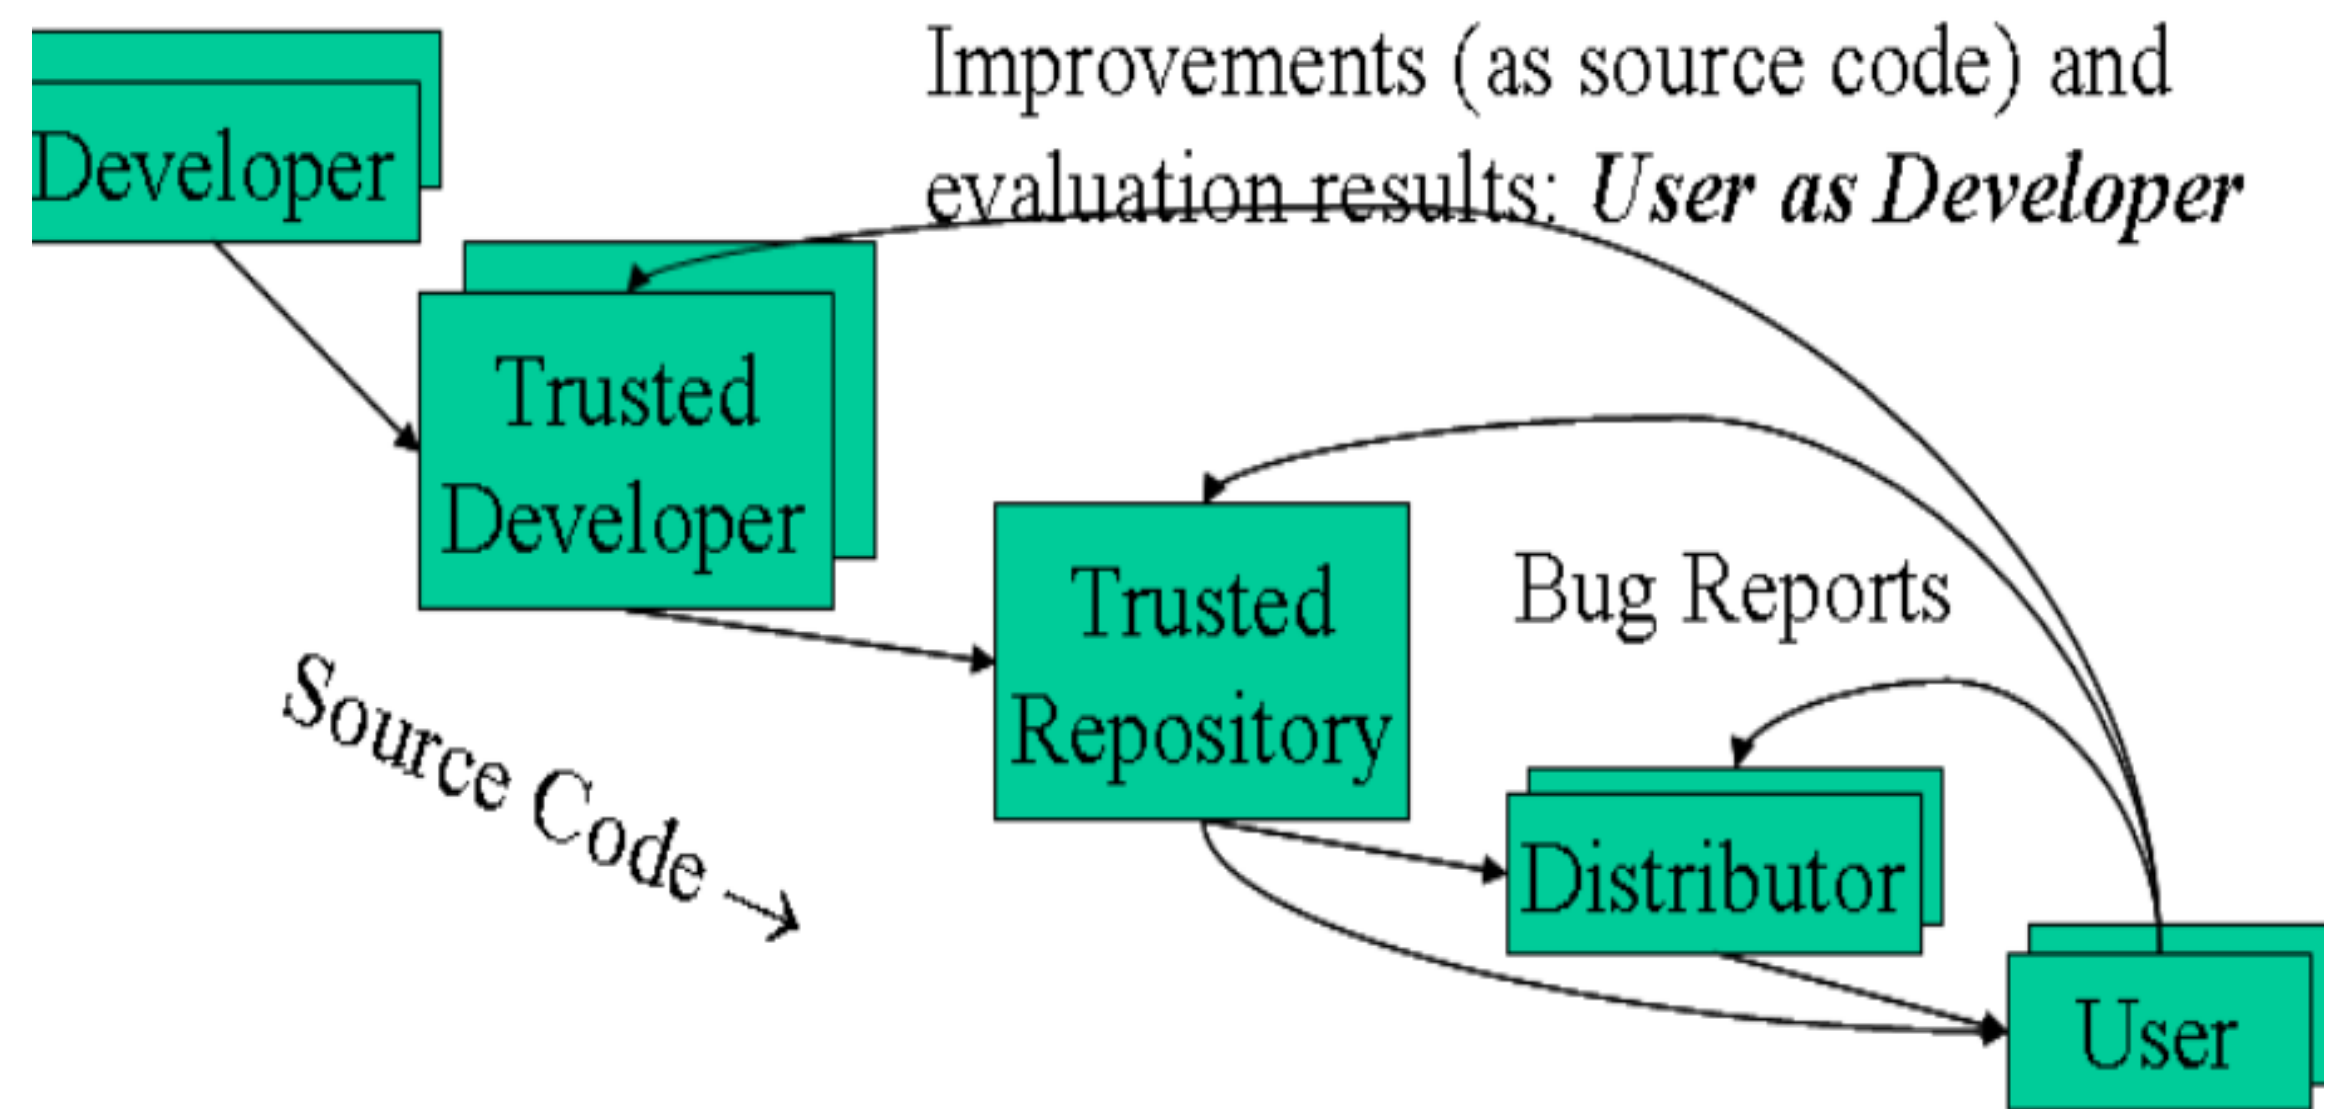 Improvements (as source code) and
evaluation results: User as Developer
Developer
Trusted
Developer
Trusted
Repository
Bug Reports
Source Code →
Distributor
User